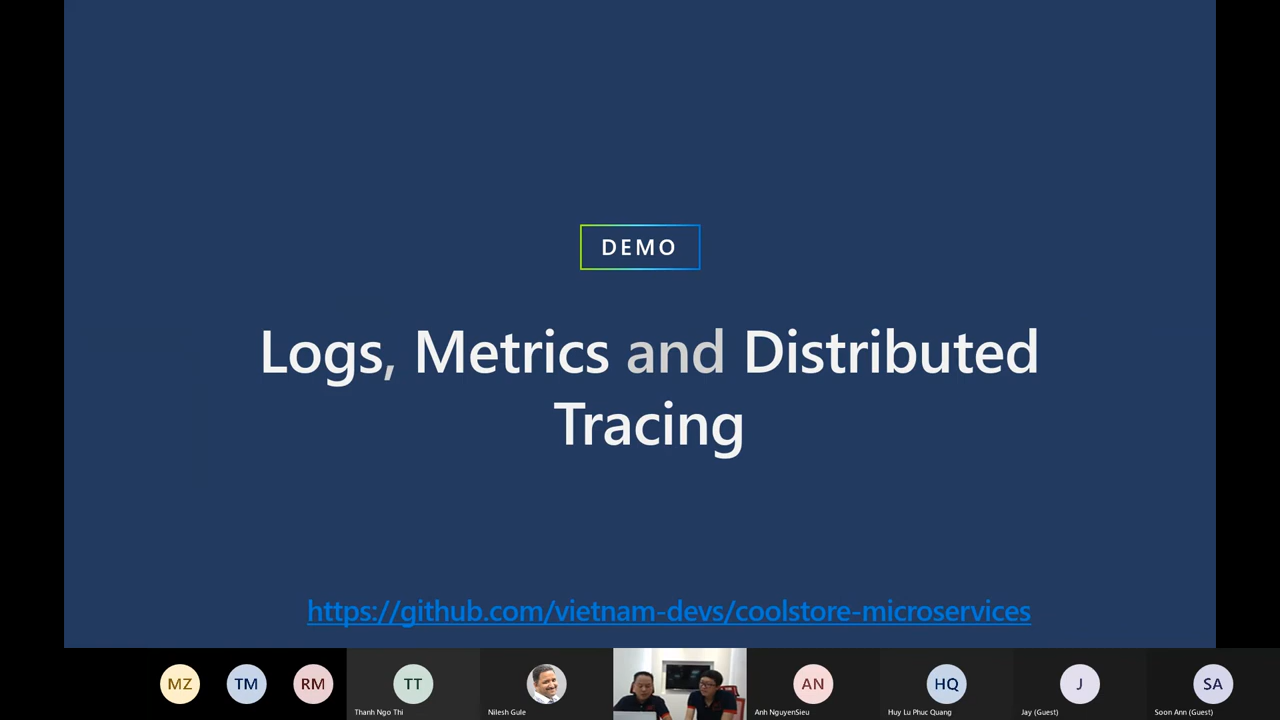 DEMO
Logs, Metrics and Distributed
Tracing
https://github.com/vietnam-devs/coolstore-microservices
MZ
TM
RM
TT
AN
HQ
J
SA
Thanh Ngo Thi
Nilesh Gule
Anh NguyenSieu
Huy Lu Phuc Quang
Jay (Guest)
Soon Ann (Guest)